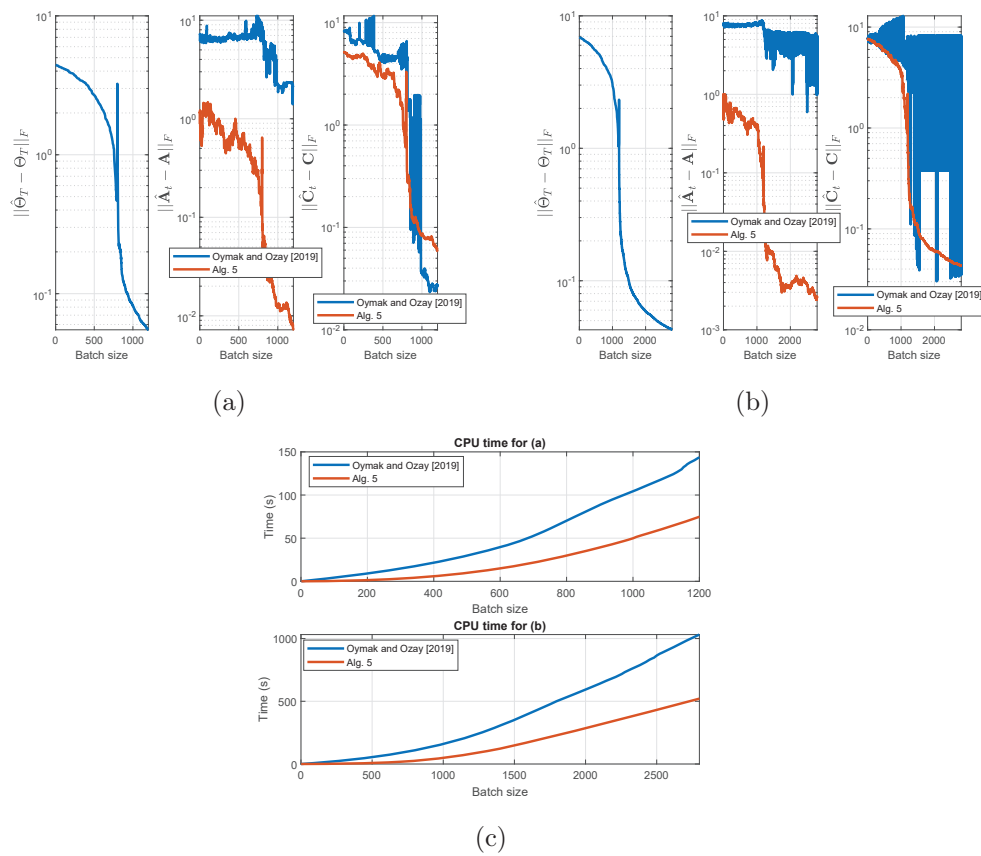 10^1
10^0
10^-1
||Θ̂_T − Θ_T||_F
0 500 1000
Batch size
10^1
10^0
10^-1
10^-2
||Â_t − A||_F
0 500 1000
Batch size
Oymak and Ozay [2019]
Alg. 5
10^1
10^0
10^-1
10^-2
||Ĉ_t − C||_F
0 500 1000
Batch size
Oymak and Ozay [2019]
Alg. 5
(a)
10^1
10^0
10^-1
||Θ̂_T − Θ_T||_F
0 1000 2000
Batch size
10^1
10^0
10^-1
10^-2
10^-3
||Â_t − A||_F
0 1000 2000
Batch size
Oymak and Ozay [2019]
Alg. 5
10^1
10^0
10^-1
10^-2
||Ĉ_t − C||_F
0 1000 2000
Batch size
Oymak and Ozay [2019]
Alg. 5
(b)
CPU time for (a)
150
100
50
0
Time (s)
Oymak and Ozay [2019]
Alg. 5
0 200 400 600 800 1000 1200
Batch size
CPU time for (b)
1000
500
0
Time (s)
Oymak and Ozay [2019]
Alg. 5
0 500 1000 1500 2000 2500
Batch size
(c)